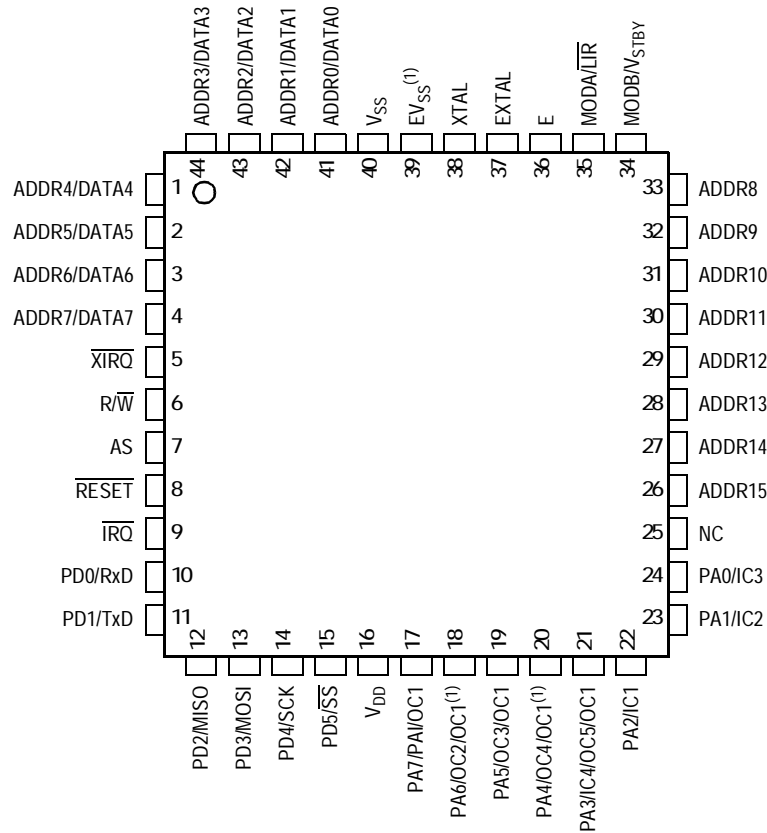 ADDR3/DATA3
ADDR2/DATA2
ADDR1/DATA1
ADDR0/DATA0
VSS
EVSS(1)
XTAL
EXTAL
E
MODA/L̅I̅R̅
MODB/VSTBY
44
43
42
41
40
39
38
37
36
35
34
ADDR4/DATA4 1
ADDR5/DATA5 2
ADDR6/DATA6 3
ADDR7/DATA7 4
X̅I̅R̅Q̅ 5
R/W̅ 6
AS 7
R̅E̅S̅E̅T̅ 8
I̅R̅Q̅ 9
PD0/RxD 10
PD1/TxD 11
33 ADDR8
32 ADDR9
31 ADDR10
30 ADDR11
29 ADDR12
28 ADDR13
27 ADDR14
26 ADDR15
25 NC
24 PA0/IC3
23 PA1/IC2
12
13
14
15
16
17
18
19
20
21
22
PD2/MISO
PD3/MOSI
PD4/SCK
PD5/S̅S̅
VDD
PA7/PAI/OC1
PA6/OC2/OC1(1)
PA5/OC3/OC1
PA4/OC4/OC1(1)
PA3/IC4/OC5/OC1
PA2/IC1